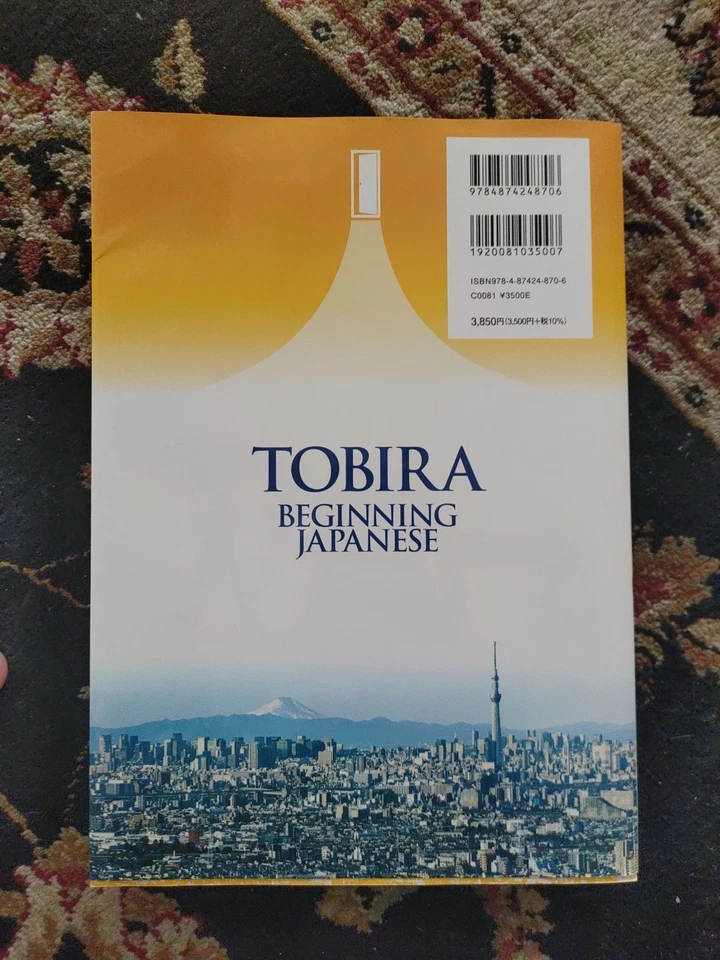 9784874248706
1920081035007
ISBN978-4-87424-870-6
C0081 ¥3500E
3,850円(3,500円+税10%)
TOBIRA
BEGINNING
JAPANESE